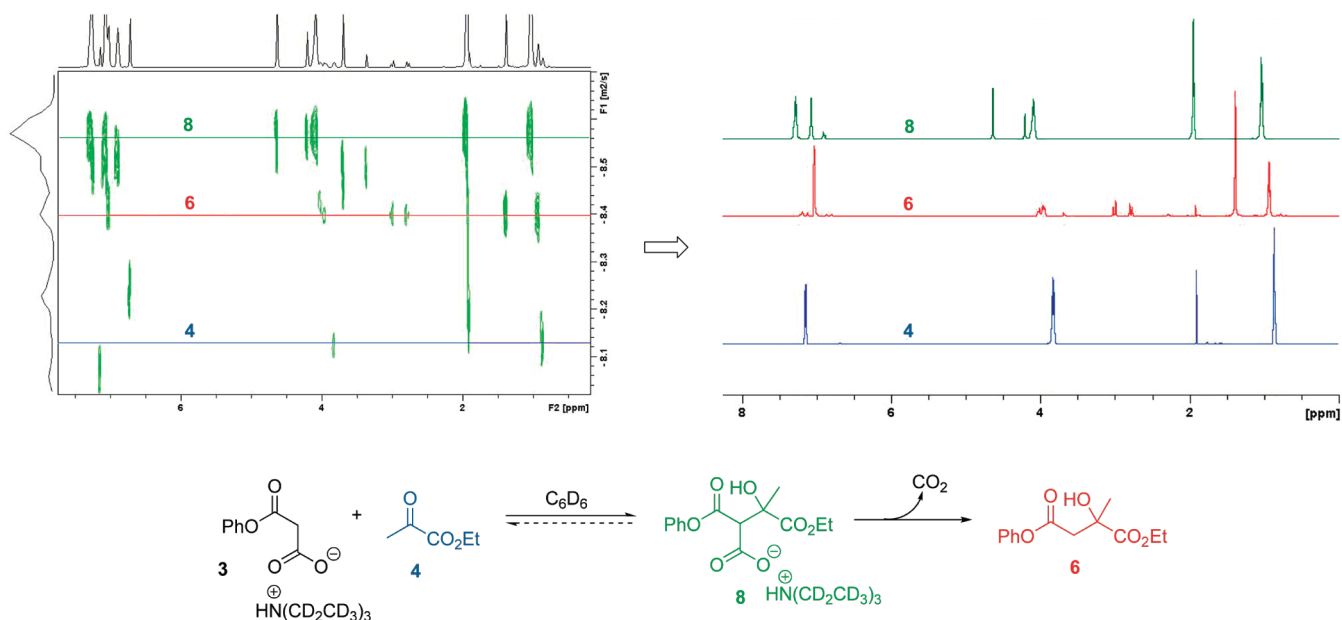 8
6
4
F1 [m2/s]
- 8.5
- 8.4
- 8.3
- 8.2
- 8.1
6
4
2
F2 [ppm]
8
6
4
8
6
4
2
[ppm]
O
PhO
O
O
⊖
3
⊕
HN(CD2CD3)3
+
O
CO2Et
4
C6D6
HO
O
PhO
CO2Et
O
O
⊖
8
⊕
HN(CD2CD3)3
CO2
HO
O
PhO
CO2Et
6